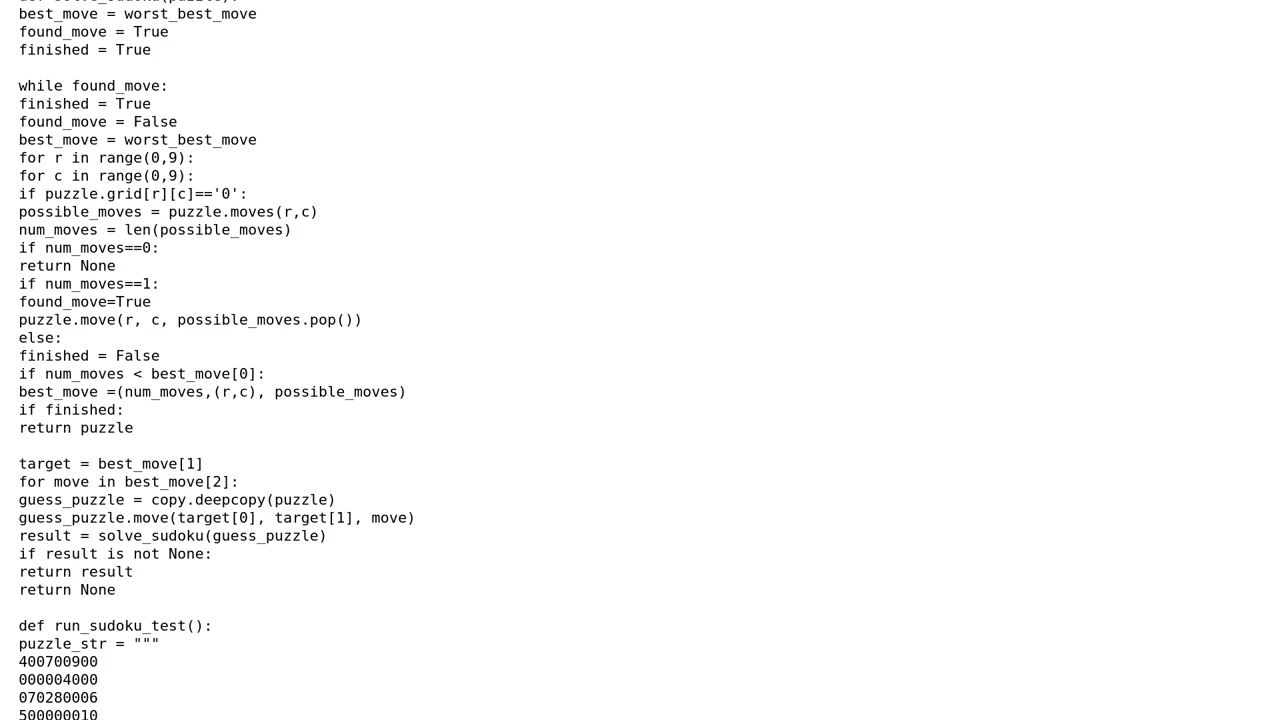 def solve_sudoku(puzzle):
best_move = worst_best_move
found_move = True
finished = True

while found_move:
finished = True
found_move = False
best_move = worst_best_move
for r in range(0,9):
for c in range(0,9):
if puzzle.grid[r][c]=='0':
possible_moves = puzzle.moves(r,c)
num_moves = len(possible_moves)
if num_moves==0:
return None
if num_moves==1:
found_move=True
puzzle.move(r, c, possible_moves.pop())
else:
finished = False
if num_moves < best_move[0]:
best_move =(num_moves,(r,c), possible_moves)
if finished:
return puzzle

target = best_move[1]
for move in best_move[2]:
guess_puzzle = copy.deepcopy(puzzle)
guess_puzzle.move(target[0], target[1], move)
result = solve_sudoku(guess_puzzle)
if result is not None:
return result
return None

def run_sudoku_test():
puzzle_str = """
400700900
000004000
070280006
500000010